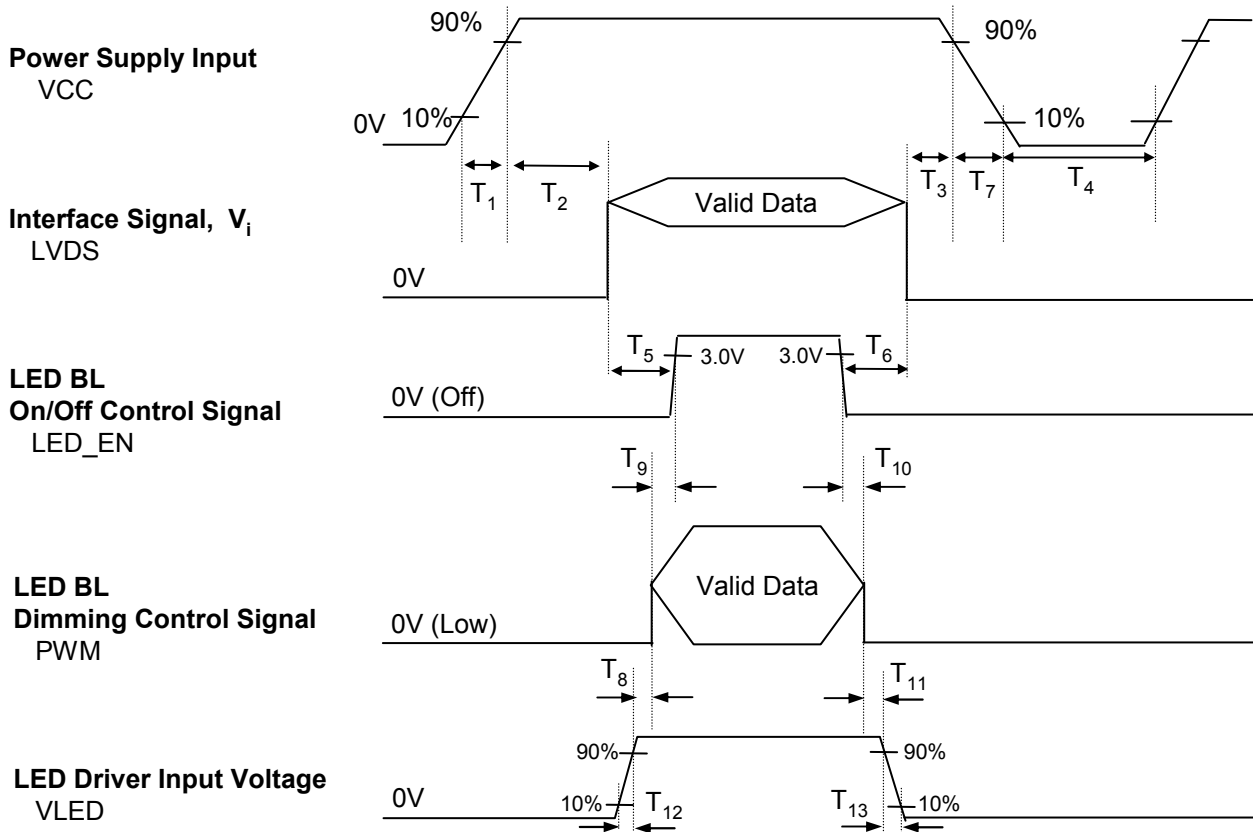 90%
90%
Power Supply Input
VCC
0V 10%
10%
T1 T2 T3 T7 T4
Interface Signal, Vi
LVDS
Valid Data
0V
T5 3.0V 3.0V T6
LED BL
On/Off Control Signal
LED_EN
0V (Off)
T9 T10
LED BL
Dimming Control Signal
PWM
Valid Data
0V (Low)
T8 T11
90% 90%
LED Driver Input Voltage
VLED
0V
10% T12 T13 10%